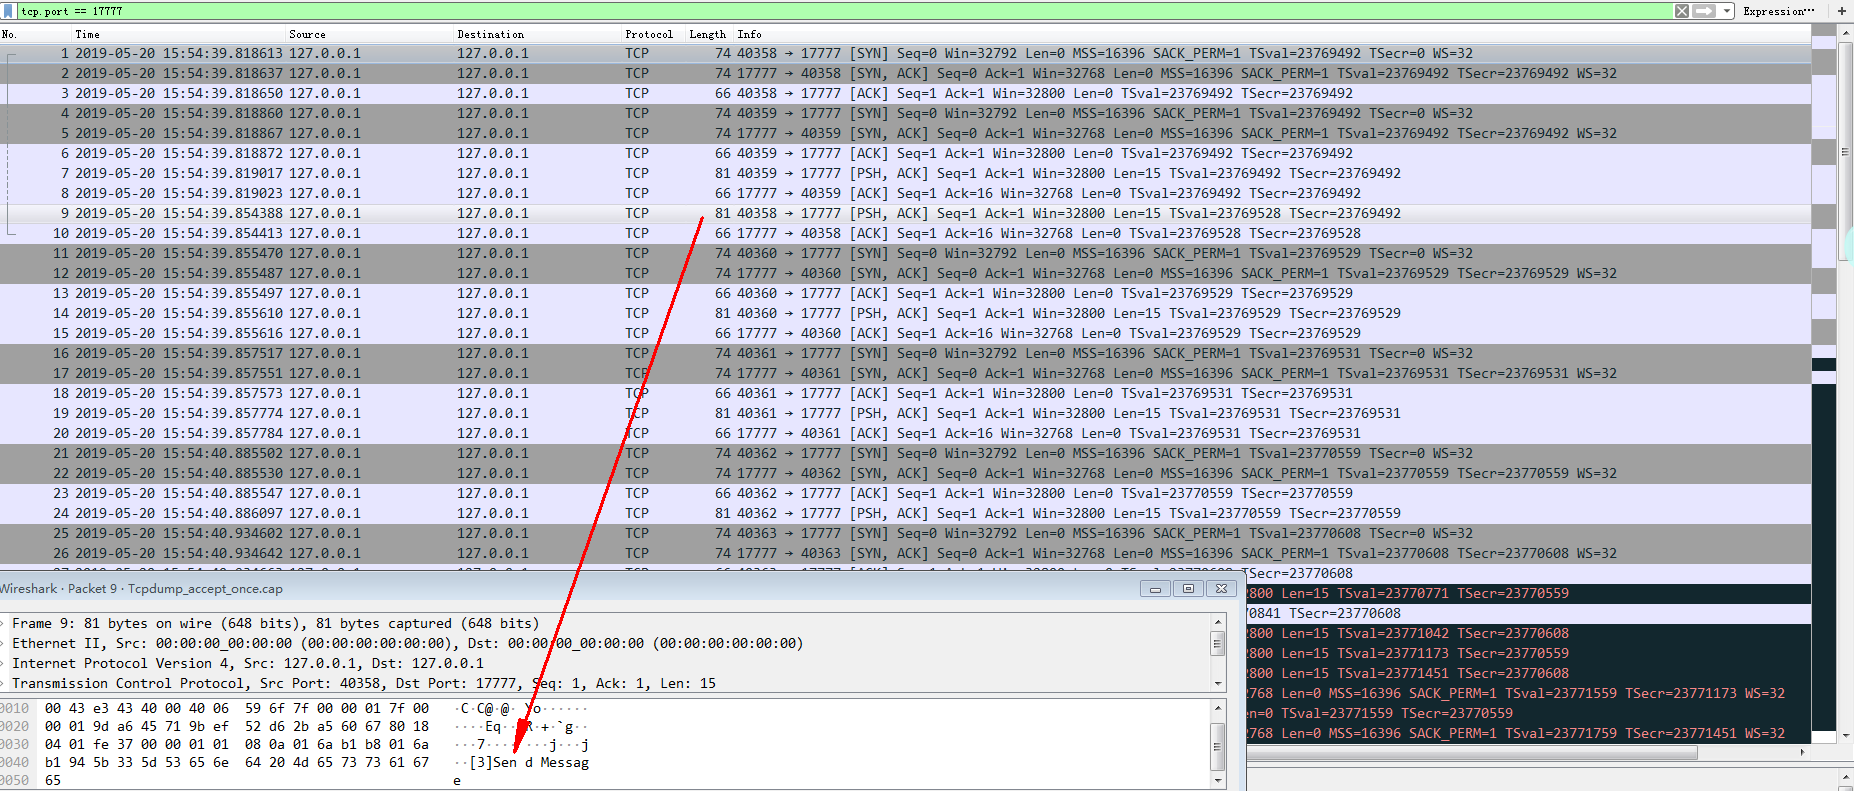 tcp.port == 17777
Expression⋯ +
No. Time Source Destination Protocol Length Info
1 2019-05-20 15:54:39.818613 127.0.0.1 127.0.0.1 TCP 74 40358 → 17777 [SYN] Seq=0 Win=32792 Len=0 MSS=16396 SACK_PERM=1 TSval=23769492 TSecr=0 WS=32
2 2019-05-20 15:54:39.818637 127.0.0.1 127.0.0.1 TCP 74 17777 → 40358 [SYN, ACK] Seq=0 Ack=1 Win=32768 Len=0 MSS=16396 SACK_PERM=1 TSval=23769492 TSecr=23769492 WS=32
3 2019-05-20 15:54:39.818650 127.0.0.1 127.0.0.1 TCP 66 40358 → 17777 [ACK] Seq=1 Ack=1 Win=32800 Len=0 TSval=23769492 TSecr=23769492
4 2019-05-20 15:54:39.818860 127.0.0.1 127.0.0.1 TCP 74 40359 → 17777 [SYN] Seq=0 Win=32792 Len=0 MSS=16396 SACK_PERM=1 TSval=23769492 TSecr=0 WS=32
5 2019-05-20 15:54:39.818867 127.0.0.1 127.0.0.1 TCP 74 17777 → 40359 [SYN, ACK] Seq=0 Ack=1 Win=32768 Len=0 MSS=16396 SACK_PERM=1 TSval=23769492 TSecr=23769492 WS=32
6 2019-05-20 15:54:39.818872 127.0.0.1 127.0.0.1 TCP 66 40359 → 17777 [ACK] Seq=1 Ack=1 Win=32800 Len=0 TSval=23769492 TSecr=23769492
7 2019-05-20 15:54:39.819017 127.0.0.1 127.0.0.1 TCP 81 40359 → 17777 [PSH, ACK] Seq=1 Ack=1 Win=32800 Len=15 TSval=23769492 TSecr=23769492
8 2019-05-20 15:54:39.819023 127.0.0.1 127.0.0.1 TCP 66 17777 → 40359 [ACK] Seq=1 Ack=16 Win=32768 Len=0 TSval=23769492 TSecr=23769492
9 2019-05-20 15:54:39.854388 127.0.0.1 127.0.0.1 TCP 81 40358 → 17777 [PSH, ACK] Seq=1 Ack=1 Win=32800 Len=15 TSval=23769528 TSecr=23769492
10 2019-05-20 15:54:39.854413 127.0.0.1 127.0.0.1 TCP 66 17777 → 40358 [ACK] Seq=1 Ack=16 Win=32768 Len=0 TSval=23769528 TSecr=23769528
11 2019-05-20 15:54:39.855470 127.0.0.1 127.0.0.1 TCP 74 40360 → 17777 [SYN] Seq=0 Win=32792 Len=0 MSS=16396 SACK_PERM=1 TSval=23769529 TSecr=0 WS=32
12 2019-05-20 15:54:39.855487 127.0.0.1 127.0.0.1 TCP 74 17777 → 40360 [SYN, ACK] Seq=0 Ack=1 Win=32768 Len=0 MSS=16396 SACK_PERM=1 TSval=23769529 TSecr=23769529 WS=32
13 2019-05-20 15:54:39.855497 127.0.0.1 127.0.0.1 TCP 66 40360 → 17777 [ACK] Seq=1 Ack=1 Win=32800 Len=0 TSval=23769529 TSecr=23769529
14 2019-05-20 15:54:39.855610 127.0.0.1 127.0.0.1 TCP 81 40360 → 17777 [PSH, ACK] Seq=1 Ack=1 Win=32800 Len=15 TSval=23769529 TSecr=23769529
15 2019-05-20 15:54:39.855616 127.0.0.1 127.0.0.1 TCP 66 17777 → 40360 [ACK] Seq=1 Ack=16 Win=32768 Len=0 TSval=23769529 TSecr=23769529
16 2019-05-20 15:54:39.857517 127.0.0.1 127.0.0.1 TCP 74 40361 → 17777 [SYN] Seq=0 Win=32792 Len=0 MSS=16396 SACK_PERM=1 TSval=23769531 TSecr=0 WS=32
17 2019-05-20 15:54:39.857551 127.0.0.1 127.0.0.1 TCP 74 17777 → 40361 [SYN, ACK] Seq=0 Ack=1 Win=32768 Len=0 MSS=16396 SACK_PERM=1 TSval=23769531 TSecr=23769531 WS=32
18 2019-05-20 15:54:39.857573 127.0.0.1 127.0.0.1 TCP 66 40361 → 17777 [ACK] Seq=1 Ack=1 Win=32800 Len=0 TSval=23769531 TSecr=23769531
19 2019-05-20 15:54:39.857774 127.0.0.1 127.0.0.1 TCP 81 40361 → 17777 [PSH, ACK] Seq=1 Ack=1 Win=32800 Len=15 TSval=23769531 TSecr=23769531
20 2019-05-20 15:54:39.857784 127.0.0.1 127.0.0.1 TCP 66 17777 → 40361 [ACK] Seq=1 Ack=16 Win=32768 Len=0 TSval=23769531 TSecr=23769531
21 2019-05-20 15:54:40.885502 127.0.0.1 127.0.0.1 TCP 74 40362 → 17777 [SYN] Seq=0 Win=32792 Len=0 MSS=16396 SACK_PERM=1 TSval=23770559 TSecr=0 WS=32
22 2019-05-20 15:54:40.885530 127.0.0.1 127.0.0.1 TCP 74 17777 → 40362 [SYN, ACK] Seq=0 Ack=1 Win=32768 Len=0 MSS=16396 SACK_PERM=1 TSval=23770559 TSecr=23770559 WS=32
23 2019-05-20 15:54:40.885547 127.0.0.1 127.0.0.1 TCP 66 40362 → 17777 [ACK] Seq=1 Ack=1 Win=32800 Len=0 TSval=23770559 TSecr=23770559
24 2019-05-20 15:54:40.886097 127.0.0.1 127.0.0.1 TCP 81 40362 → 17777 [PSH, ACK] Seq=1 Ack=1 Win=32800 Len=15 TSval=23770559 TSecr=23770559
25 2019-05-20 15:54:40.934602 127.0.0.1 127.0.0.1 TCP 74 40363 → 17777 [SYN] Seq=0 Win=32792 Len=0 MSS=16396 SACK_PERM=1 TSval=23770608 TSecr=0 WS=32
26 2019-05-20 15:54:40.934642 127.0.0.1 127.0.0.1 TCP 74 17777 → 40363 [SYN, ACK] Seq=0 Ack=1 Win=32768 Len=0 MSS=16396 SACK_PERM=1 TSval=23770608 TSecr=23770608 WS=32
TSecr=23770608
Wireshark · Packet 9 · Tcpdump_accept_once.cap
2800 Len=15 TSval=23770771 TSecr=23770559
70841 TSecr=23770608
2800 Len=15 TSval=23771042 TSecr=23770608
2800 Len=15 TSval=23771173 TSecr=23770559
2800 Len=15 TSval=23771451 TSecr=23770608
2768 Len=0 MSS=16396 SACK_PERM=1 TSval=23771559 TSecr=23771173 WS=32
en=0 TSval=23771559 TSecr=23770559
2768 Len=0 MSS=16396 SACK_PERM=1 TSval=23771759 TSecr=23771451 WS=32
Frame 9: 81 bytes on wire (648 bits), 81 bytes captured (648 bits)
Ethernet II, Src: 00:00:00_00:00:00 (00:00:00:00:00:00), Dst: 00:00:00_00:00:00 (00:00:00:00:00:00)
Internet Protocol Version 4, Src: 127.0.0.1, Dst: 127.0.0.1
Transmission Control Protocol, Src Port: 40358, Dst Port: 17777, Seq: 1, Ack: 1, Len: 15
0010 00 43 e3 43 40 00 40 06 59 6f 7f 00 00 01 7f 00 ·C·C@·@· Yo······
0020 00 01 9d a6 45 71 9b ef 52 d6 2b a5 60 67 80 18 ····Eq·· R·+·`g··
0030 04 01 fe 37 00 00 01 01 08 0a 01 6a b1 b8 01 6a ···7···· ···j···j
0040 b1 94 5b 33 5d 53 65 6e 64 20 4d 65 73 73 61 67 ··[3]Sen d Messag
0050 65 e